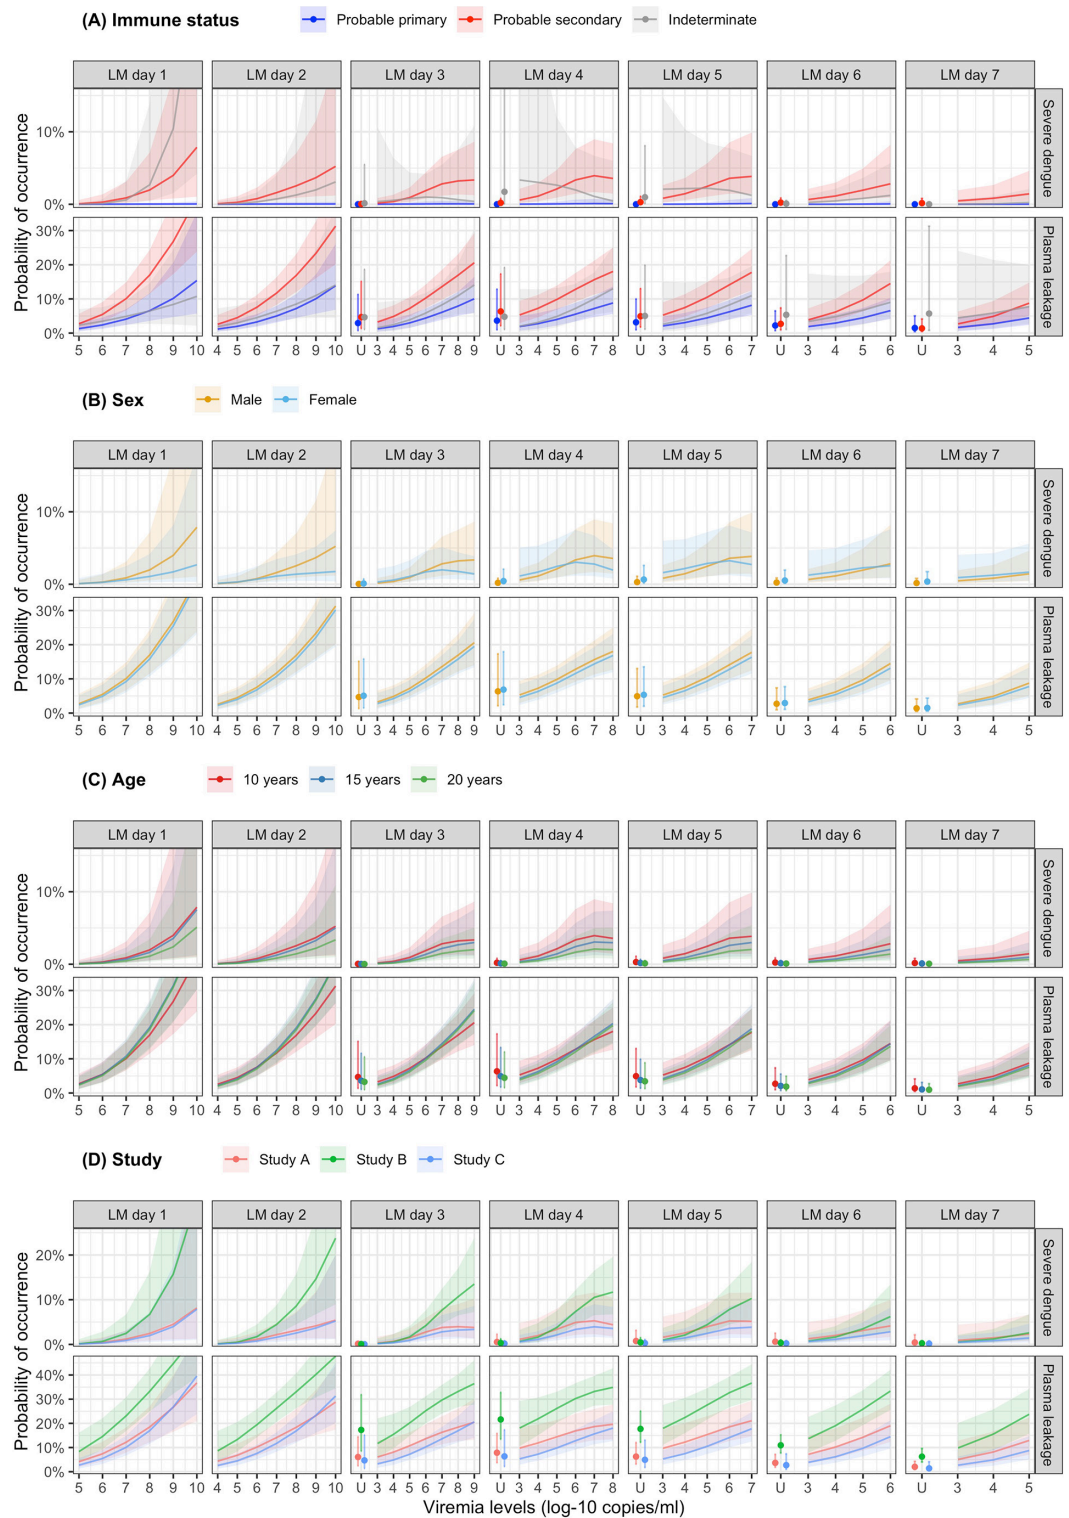 (A) Immune status Probable primary Probable secondary Indeterminate
LM day 1 LM day 2 LM day 3 LM day 4 LM day 5 LM day 6 LM day 7
Probability of occurrence
10%
0%
Severe dengue
30%
20%
10%
0%
Plasma leakage
5 6 7 8 9 10 4 5 6 7 8 9 10 U 3 4 5 6 7 8 9 U 3 4 5 6 7 8 U 3 4 5 6 7 U 3 4 5 6 U 3 4 5
(B) Sex Male Female
LM day 1 LM day 2 LM day 3 LM day 4 LM day 5 LM day 6 LM day 7
Probability of occurrence
10%
0%
Severe dengue
30%
20%
10%
0%
Plasma leakage
5 6 7 8 9 10 4 5 6 7 8 9 10 U 3 4 5 6 7 8 9 U 3 4 5 6 7 8 U 3 4 5 6 7 U 3 4 5 6 U 3 4 5
(C) Age 10 years 15 years 20 years
LM day 1 LM day 2 LM day 3 LM day 4 LM day 5 LM day 6 LM day 7
Probability of occurrence
10%
0%
Severe dengue
30%
20%
10%
0%
Plasma leakage
5 6 7 8 9 10 4 5 6 7 8 9 10 U 3 4 5 6 7 8 9 U 3 4 5 6 7 8 U 3 4 5 6 7 U 3 4 5 6 U 3 4 5
(D) Study Study A Study B Study C
LM day 1 LM day 2 LM day 3 LM day 4 LM day 5 LM day 6 LM day 7
Probability of occurrence
20%
10%
0%
Severe dengue
40%
30%
20%
10%
0%
Plasma leakage
5 6 7 8 9 10 4 5 6 7 8 9 10 U 3 4 5 6 7 8 9 U 3 4 5 6 7 8 U 3 4 5 6 7 U 3 4 5 6 U 3 4 5
Viremia levels (log-10 copies/ml)